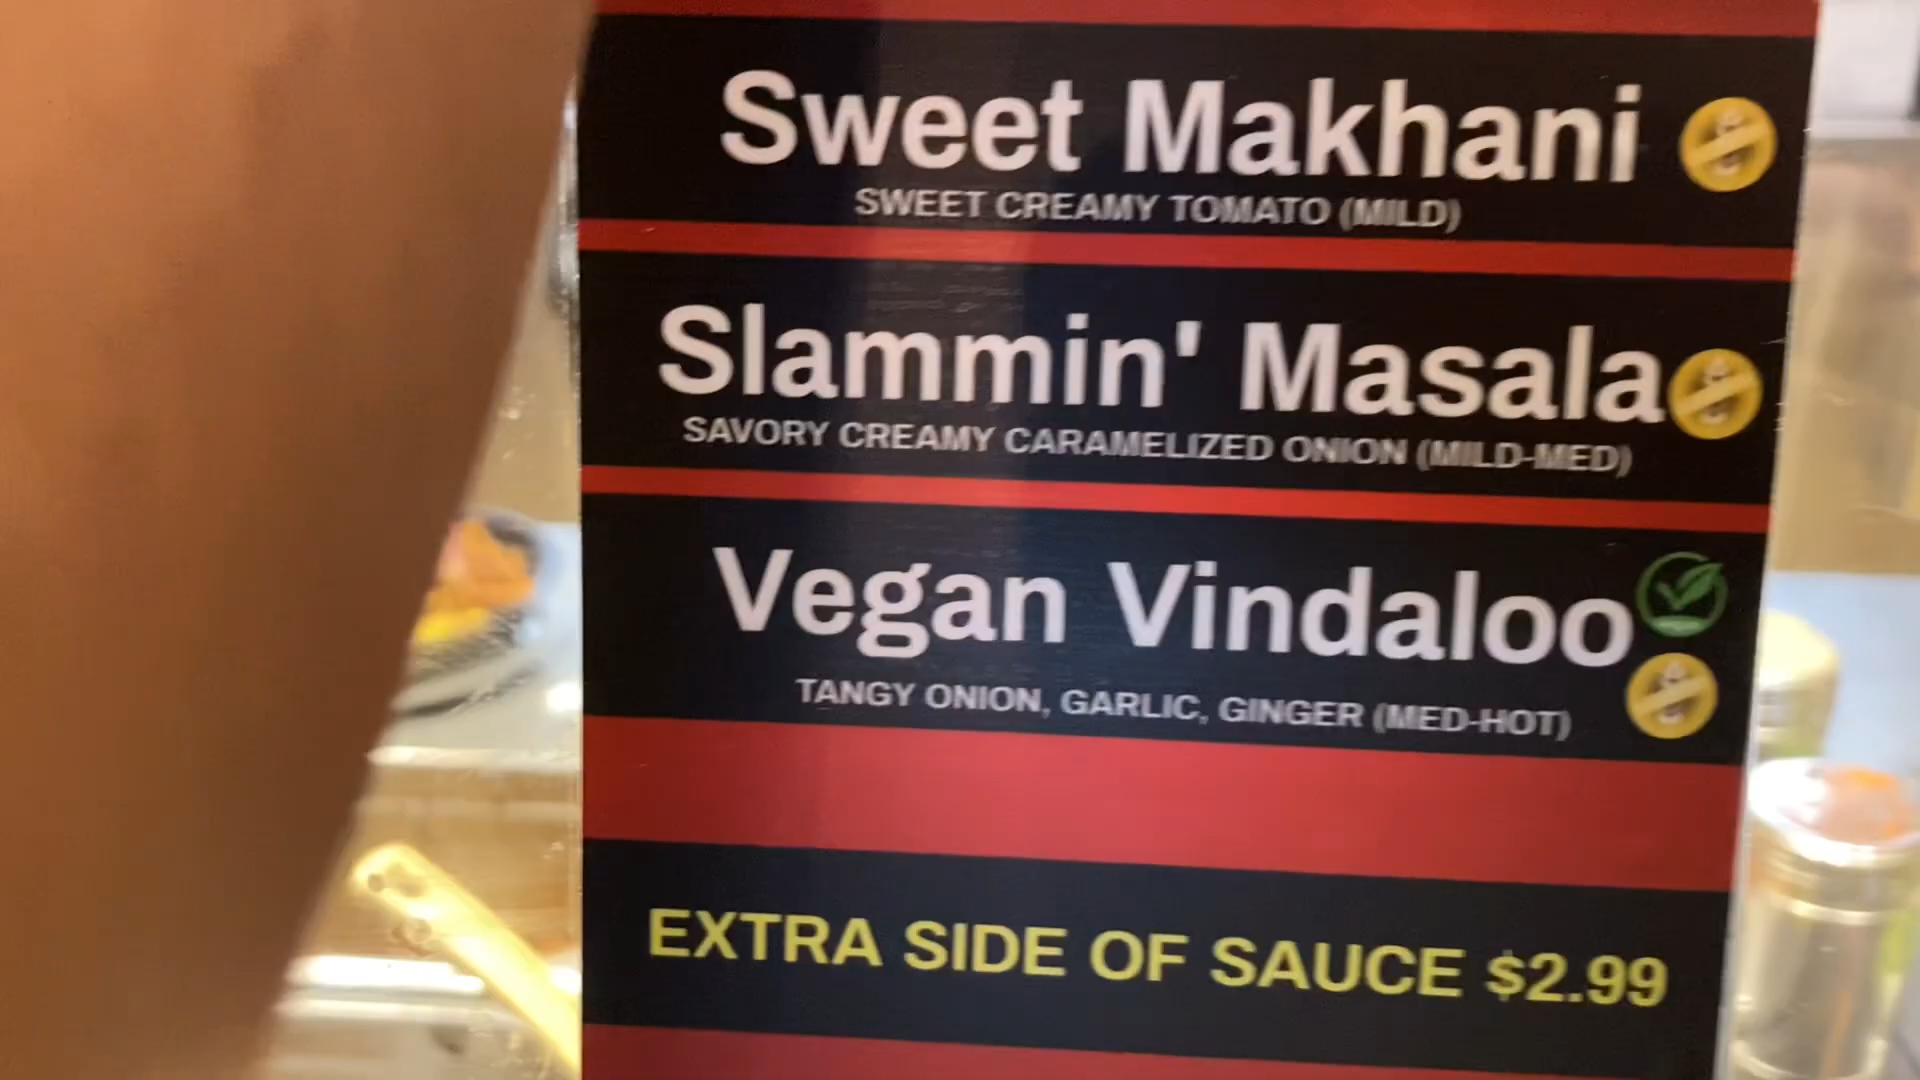 Sweet Makhani
SWEET CREAMY TOMATO (MILD)
Slammin' Masala
SAVORY CREAMY CARAMELIZED ONION (MILD-MED)
Vegan Vindaloo
TANGY ONION, GARLIC, GINGER (MED-HOT)
EXTRA SIDE OF SAUCE $2.99